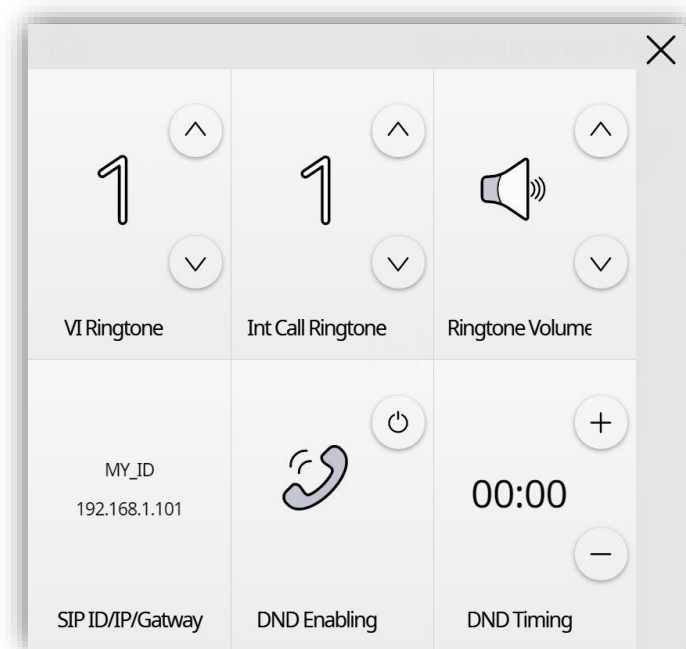 1
1
VI Ringtone
Int Call Ringtone
Ringtone Volume
MY_ID
192.168.1.101
00:00
SIP ID/IP/Gatway
DND Enabling
DND Timing